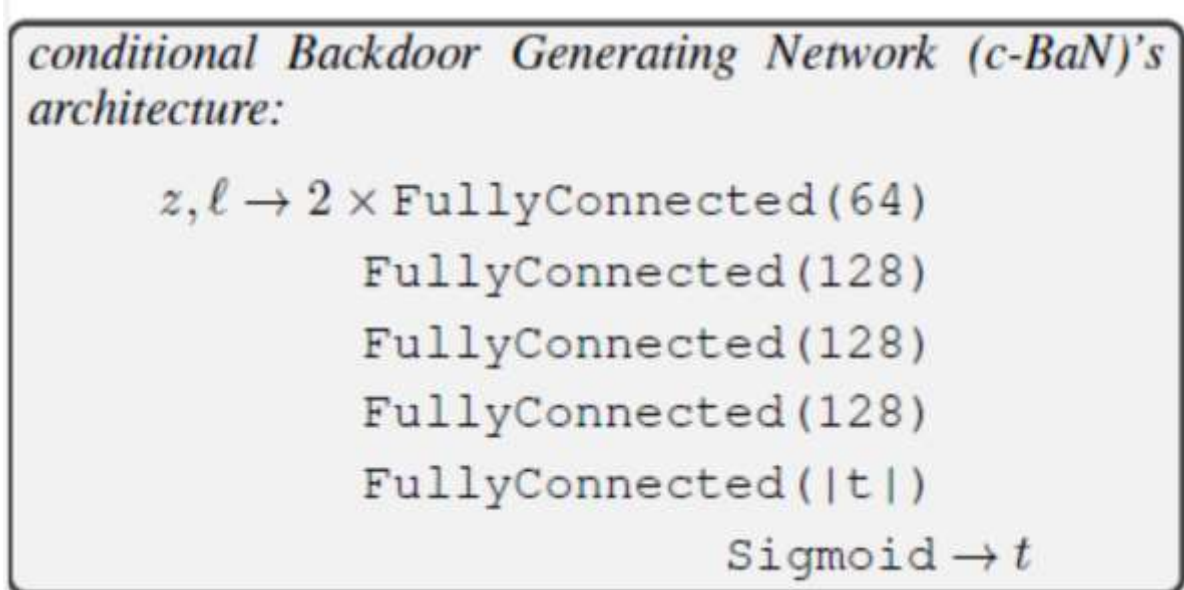 conditional Backdoor Generating Network (c-BaN)'s
architecture:
z, ℓ → 2 × FullyConnected(64)
FullyConnected(128)
FullyConnected(128)
FullyConnected(128)
FullyConnected(|t|)
Sigmoid → t